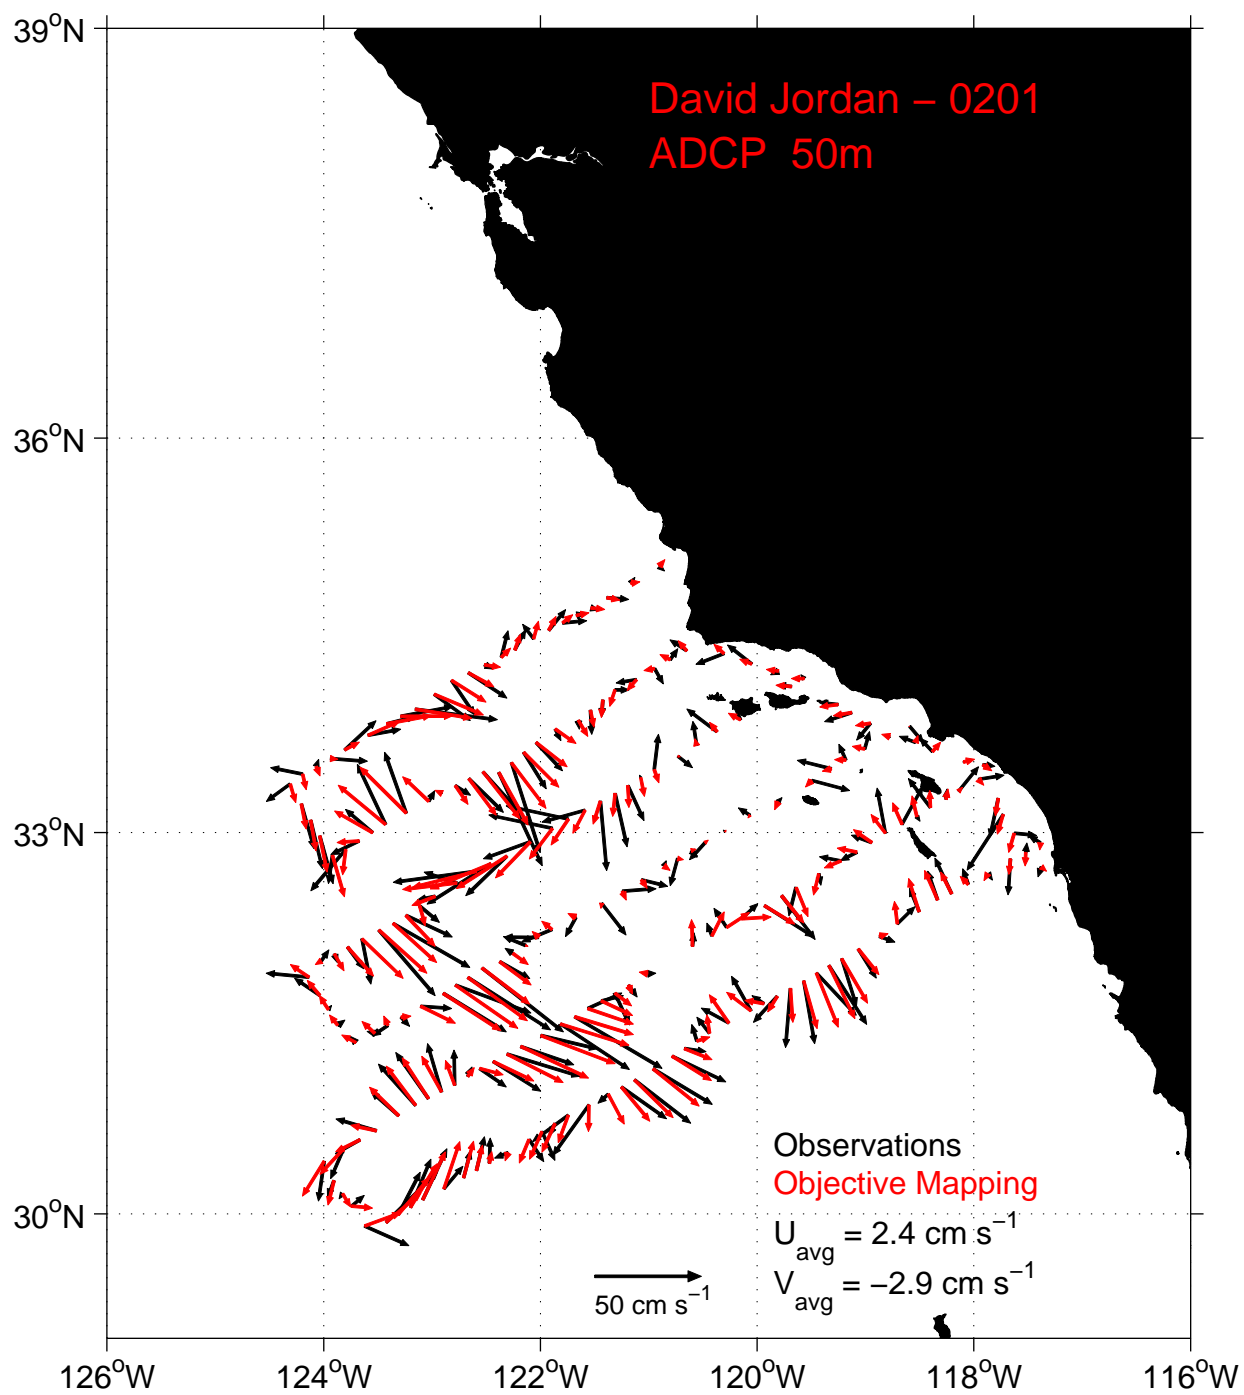 39°N
David Jordan – 0201
ADCP 50m
36°N
33°N
Observations
Objective Mapping
30°N
U_avg = 2.4 cm s⁻¹
50 cm s⁻¹
V_avg = −2.9 cm s⁻¹
126°W 124°W 122°W 120°W 118°W 116°W